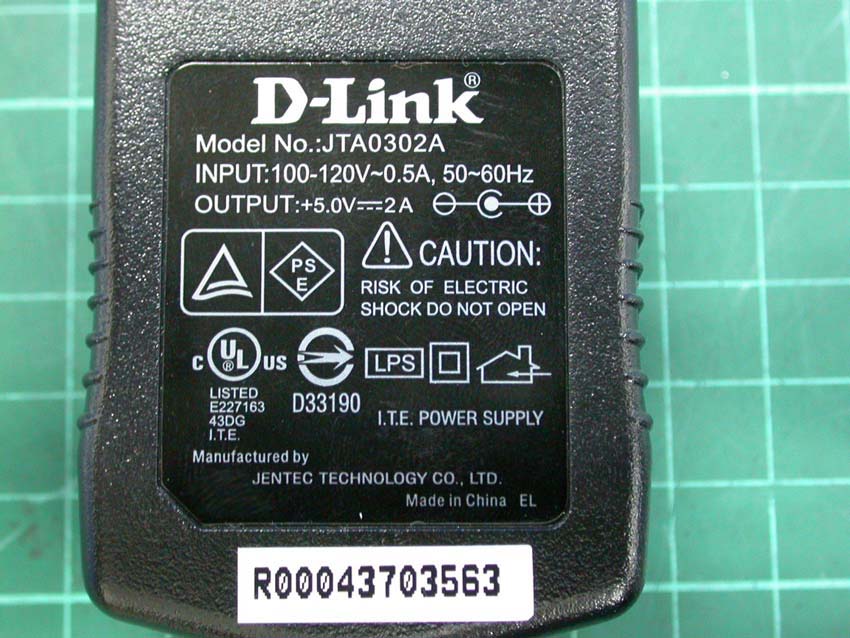 D-Link®
Model No.:JTA0302A
INPUT:100-120V~0.5A, 50~60Hz
OUTPUT:+5.0V⎓2A
PS
E
CAUTION:
RISK OF ELECTRIC
SHOCK DO NOT OPEN
C UL ® US
LISTED
E227163
43DG
I.T.E.
D33190
LPS
I.T.E. POWER SUPPLY
Manufactured by
JENTEC TECHNOLOGY CO., LTD.
Made in China EL
R00043703563